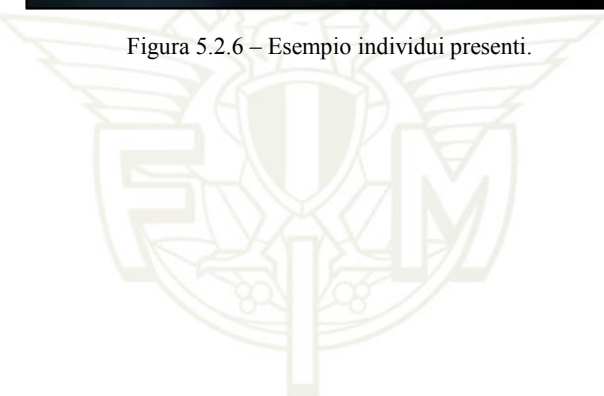 Figura 5.2.6 – Esempio individui presenti.
F M